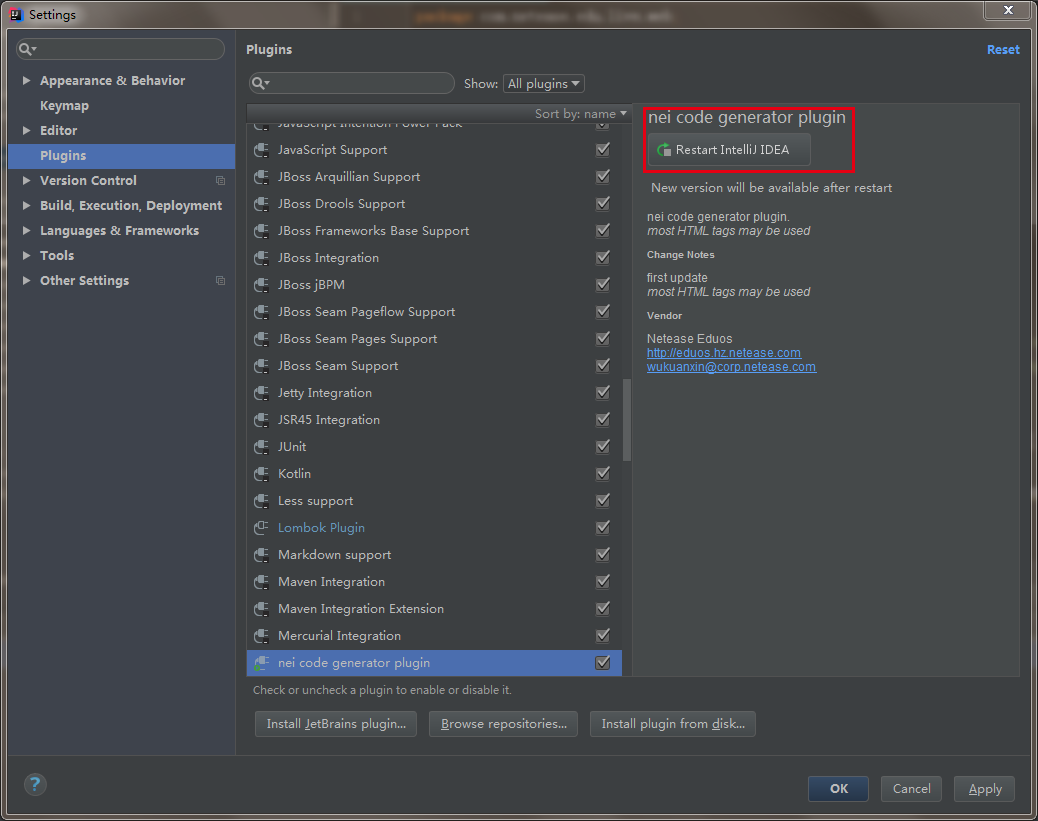 Settings
package com.netease.edu.live.
Appearance & Behavior
Keymap
Editor
Plugins
Version Control
Build, Execution, Deployment
Languages & Frameworks
Tools
Other Settings
Plugins
Reset
Show: All plugins
Sort by: name
JavaScript Intention Power Pack
JavaScript Support
JBoss Arquillian Support
JBoss Drools Support
JBoss Frameworks Base Support
JBoss Integration
JBoss jBPM
JBoss Seam Pageflow Support
JBoss Seam Pages Support
JBoss Seam Support
Jetty Integration
JSR45 Integration
JUnit
Kotlin
Less support
Lombok Plugin
Markdown support
Maven Integration
Maven Integration Extension
Mercurial Integration
nei code generator plugin
Check or uncheck a plugin to enable or disable it.
Install JetBrains plugin...
Browse repositories...
Install plugin from disk...
nei code generator plugin
Restart IntelliJ IDEA
New version will be available after restart
nei code generator plugin.
most HTML tags may be used
Change Notes
first update
most HTML tags may be used
Vendor
Netease Eduos
http://eduos.hz.netease.com
wukuanxin@corp.netease.com
?
OK
Cancel
Apply